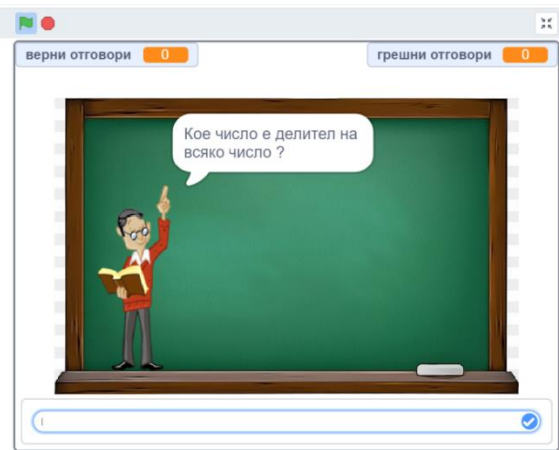 верни отговори 0
грешни отговори 0
Кое число е делител на
всяко число ?